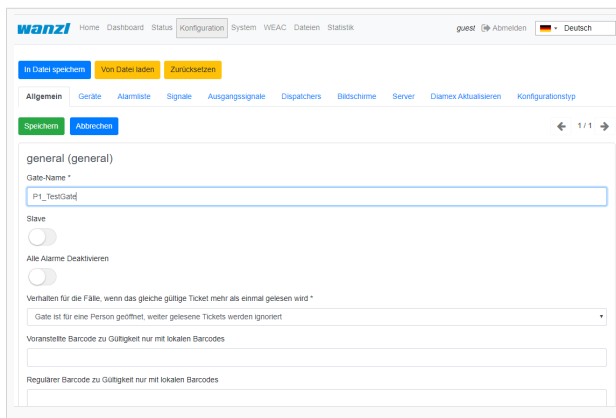 wanzl Home Dashboard Status Konfiguration System WEAC Dateien Statistik guest Abmelden Deutsch
In Datei speichern Von Datei laden Zurücksetzen
Allgemein Geräte Alarmliste Signale Ausgangssignale Dispatchers Bildschirme Server Diamex Aktualisieren Konfigurationstyp
Speichern Abbrechen 1 / 1
general (general)
Gate-Name *
P1_TestGate
Slave
Alle Alarme Deaktivieren
Verhalten für die Fälle, wenn das gleiche gültige Ticket mehr als einmal gelesen wird *
Gate ist für eine Person geöffnet, weiter gelesene Tickets werden ignoriert
Voranstellte Barcode zu Gültigkeit nur mit lokalen Barcodes
Regulärer Barcode zu Gültigkeit nur mit lokalen Barcodes